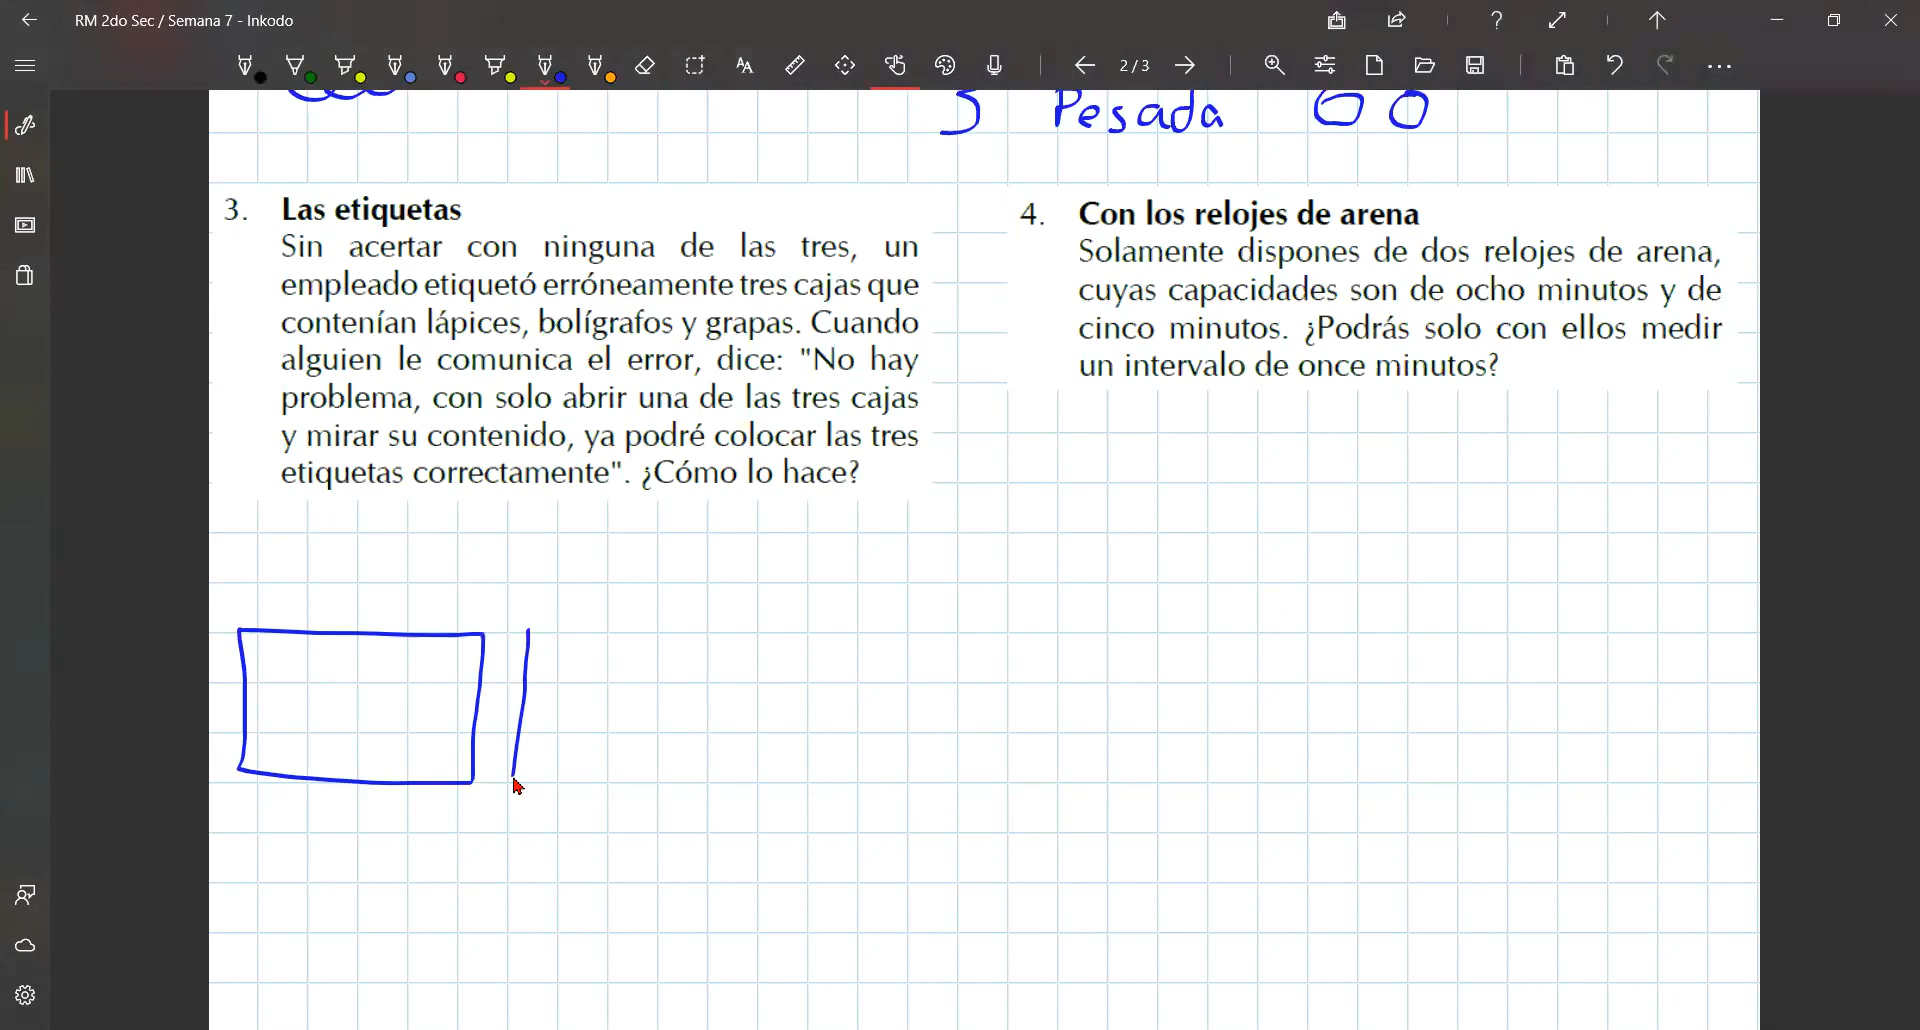 RM 2do Sec / Semana 7 - Inkodo
2 / 3
Pesada
3. Las etiquetas
Sin acertar con ninguna de las tres, un
empleado etiquetó erróneamente tres cajas que
contenían lápices, bolígrafos y grapas. Cuando
alguien le comunica el error, dice: "No hay
problema, con solo abrir una de las tres cajas
y mirar su contenido, ya podré colocar las tres
etiquetas correctamente". ¿Cómo lo hace?
4. Con los relojes de arena
Solamente dispones de dos relojes de arena,
cuyas capacidades son de ocho minutos y de
cinco minutos. ¿Podrás solo con ellos medir
un intervalo de once minutos?